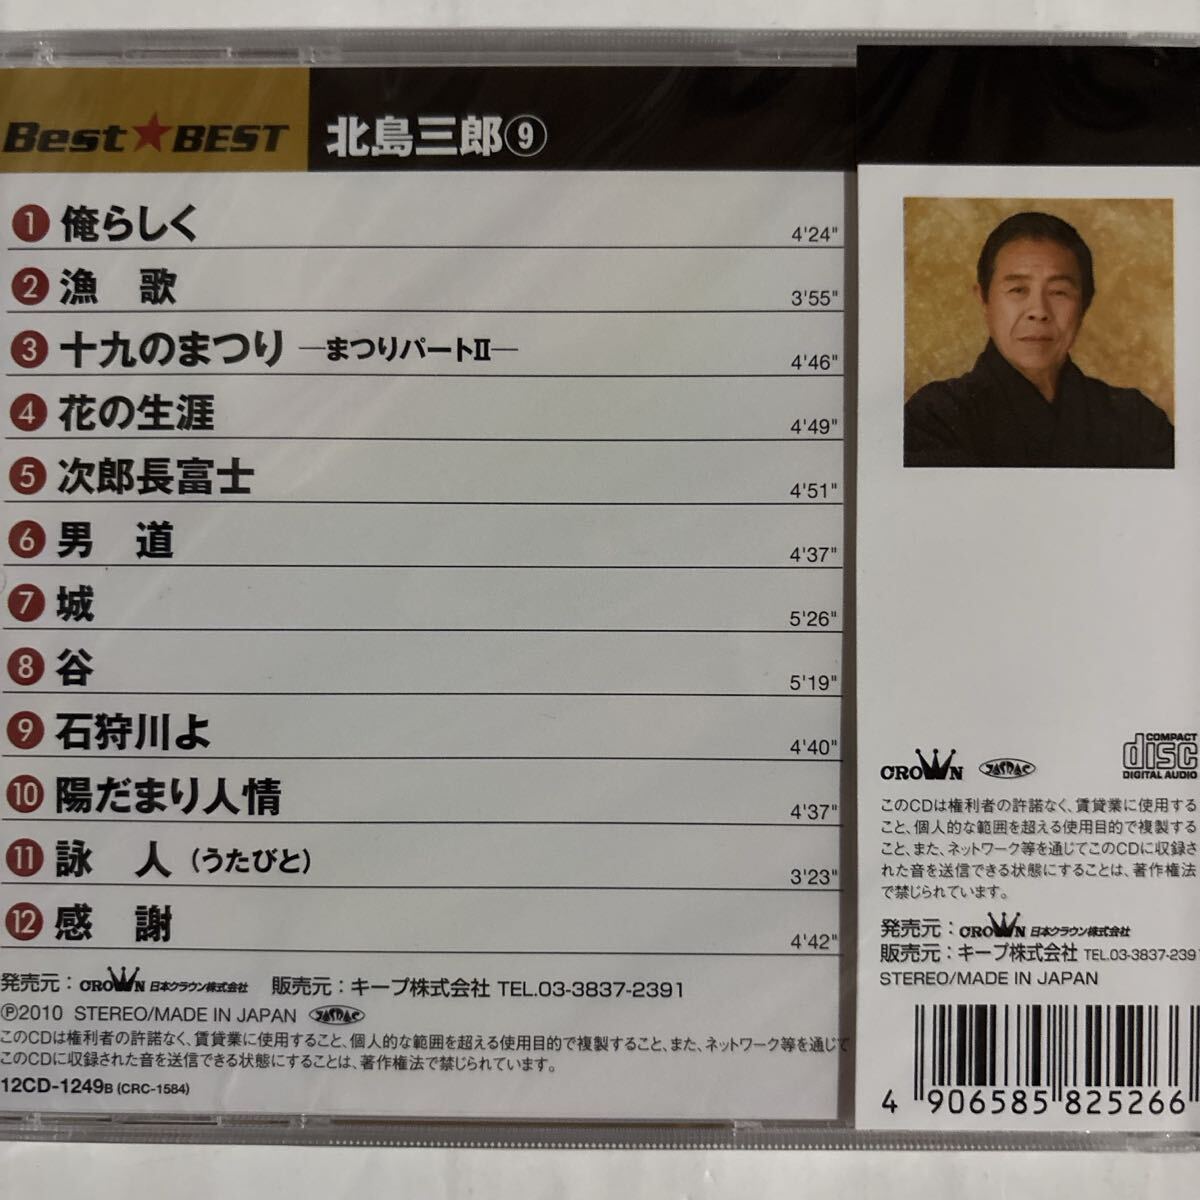 Best★BEST 北島三郎⑨
1 俺らしく 4'24"
2 漁 歌 3'55"
3 十九のまつり ―まつりパートⅡ― 4'46"
4 花の生涯 4'49"
5 次郎長富士 4'51"
6 男 道 4'37"
7 城 5'26"
8 谷 5'19"
9 石狩川よ 4'40"
10 陽だまり人情 4'37"
11 詠 人 (うたびと) 3'23"
12 感 謝 4'42"
発売元：CROWN 日本クラウン株式会社 販売元：キープ株式会社 TEL.03-3837-2391
Ⓟ2010 STEREO/MADE IN JAPAN JASRAC
このCDは権利者の許諾なく、賃貸業に使用すること、個人的な範囲を超える使用目的で複製すること、また、ネットワーク等を通じて
このCDに収録された音を送信できる状態にすることは、著作権法で禁じられています。
12CD-1249B (CRC-1584)
CROWN JASRAC COMPACT disc DIGITAL AUDIO
このCDは権利者の許諾なく、賃貸業に使用する
こと、個人的な範囲を超える使用目的で複製する
こと、また、ネットワーク等を通じてこのCDに収録さ
れた音を送信できる状態にすることは、著作権法
で禁じられています。
発売元：CROWN 日本クラウン株式会社
販売元：キープ株式会社 TEL.03-3837-2391
STEREO/MADE IN JAPAN
4 906585 825266